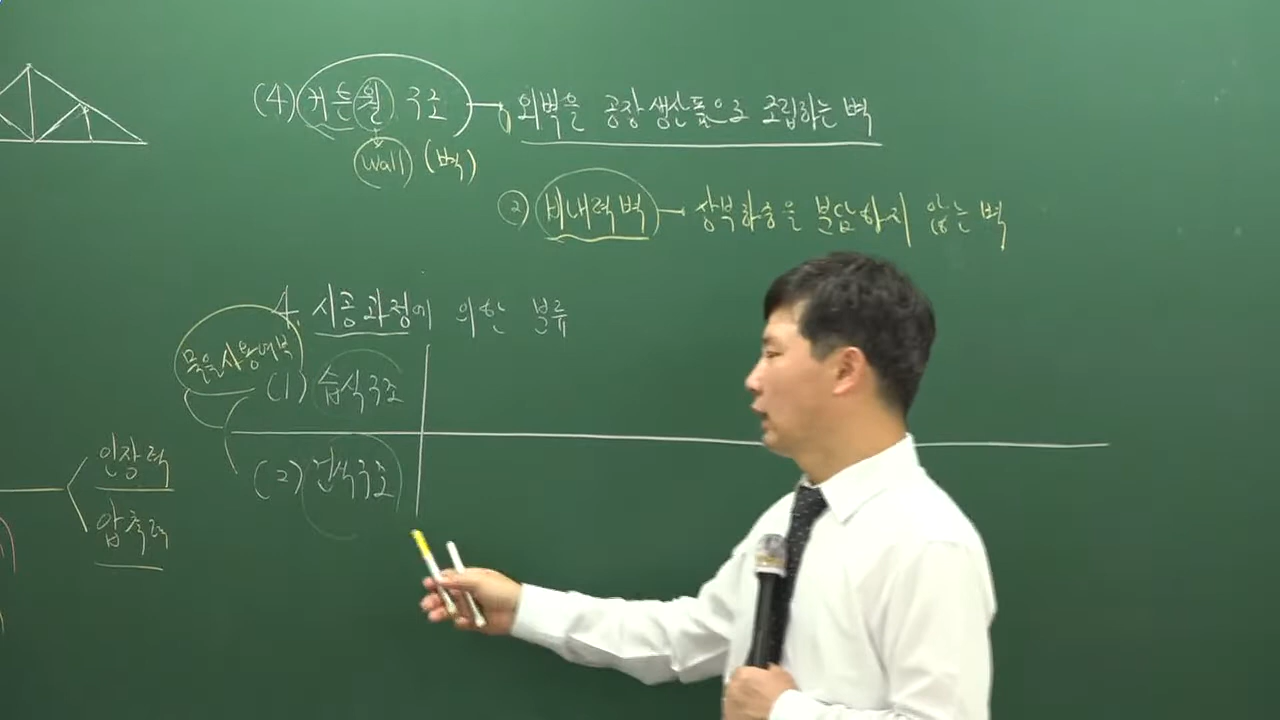 (4) 커튼월 구조 → ① 외벽을 공장생산품으로 조립하는 벽
wall (벽)
② 비내력벽 → 상부하중을 부담하지 않는 벽
4. 시공과정에 의한 분류
물을사용여부
(1) 습식구조
(2) 건식구조
인장력
압축력